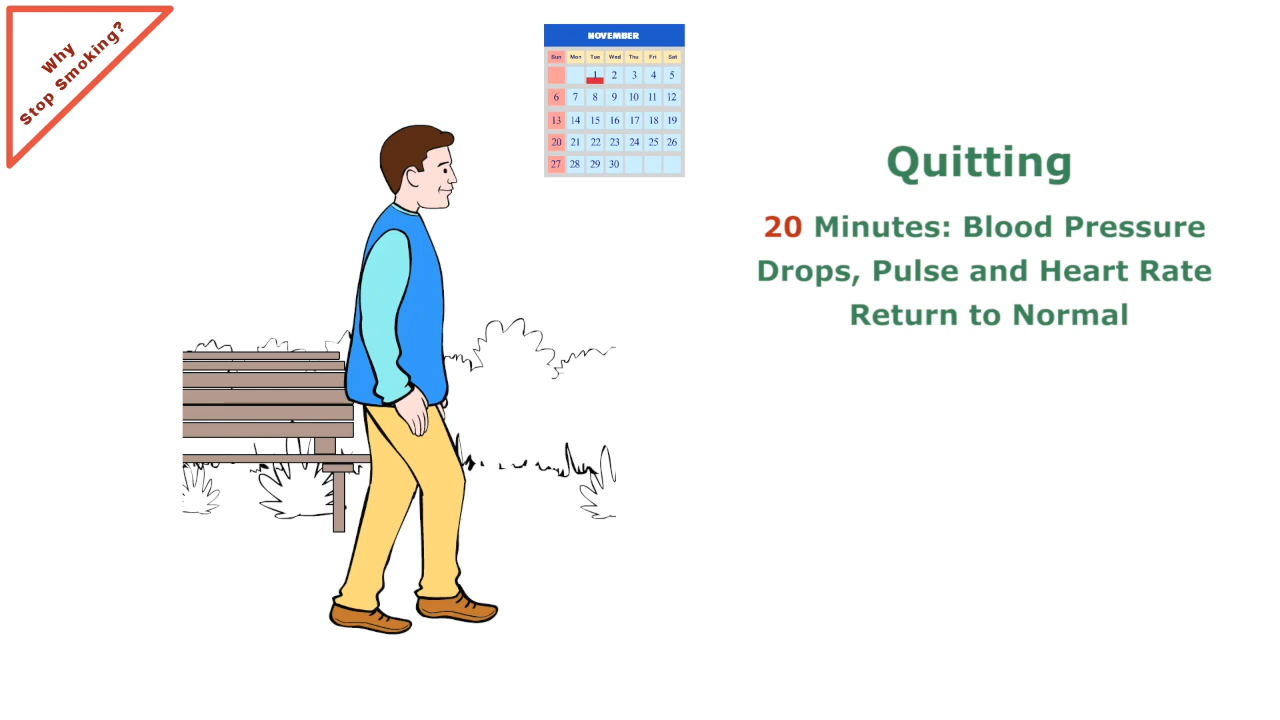 Why
Stop Smoking?
NOVEMBER
Sun Mon Tue Wed Thu Fri Sat
1 2 3 4 5
6 7 8 9 10 11 12
13 14 15 16 17 18 19
20 21 22 23 24 25 26
27 28 29 30
Quitting
20 Minutes: Blood Pressure
Drops, Pulse and Heart Rate
Return to Normal